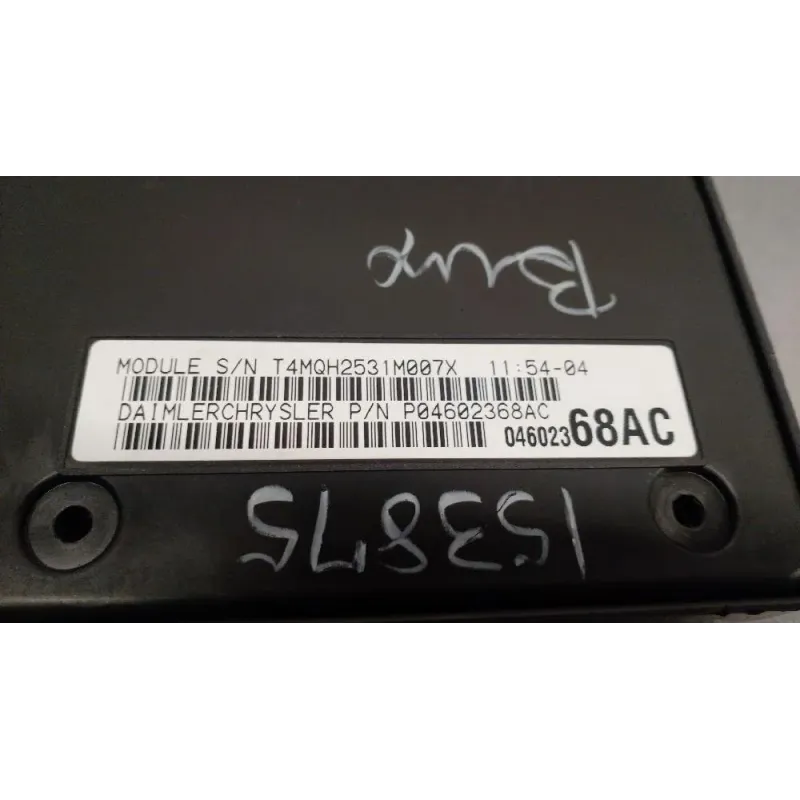 MODULE S/N T4MQH2531M007X 11:54-04
DAIMLERCHRYSLER P/N P04602368AC
04602368AC
153875